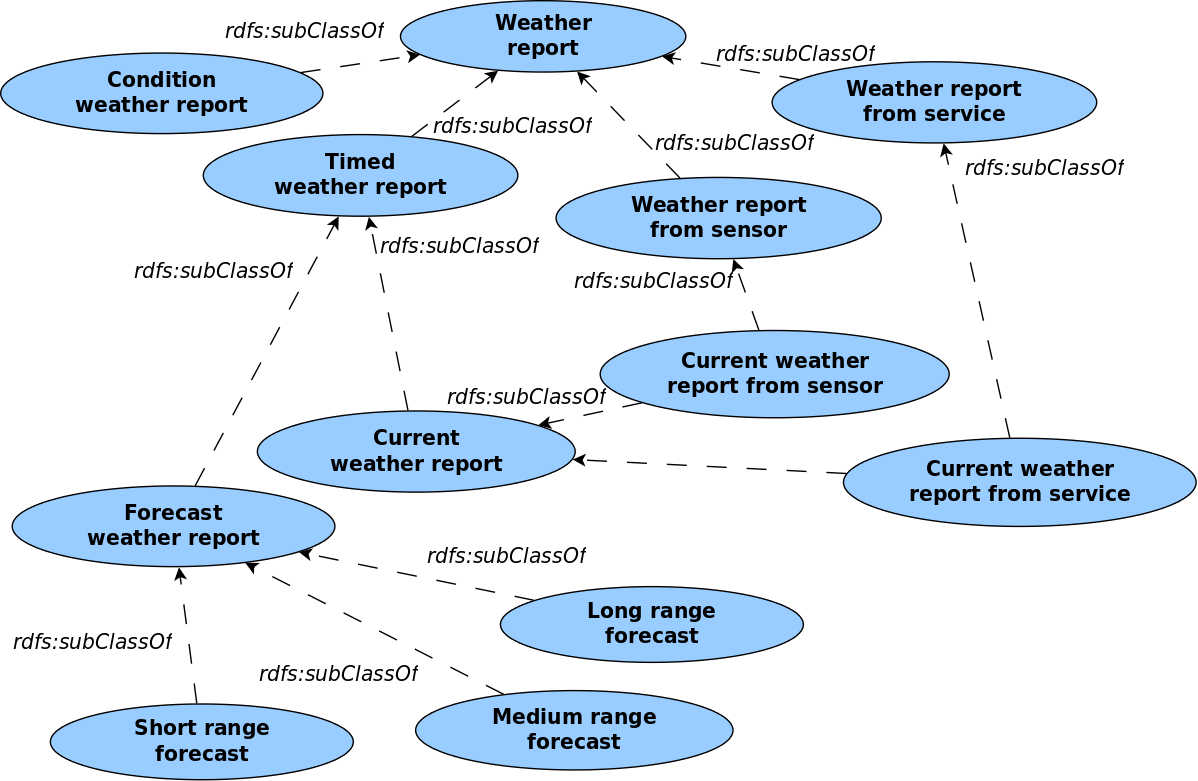 Weather
report
rdfs:subClassOf
rdfs:subClassOf
Condition
weather report
Weather report
from service
rdfs:subClassOf
rdfs:subClassOf
Timed
weather report
rdfs:subClassOf
Weather report
from sensor
rdfs:subClassOf
rdfs:subClassOf
rdfs:subClassOf
Current weather
report from sensor
rdfs:subClassOf
Current
weather report
Current weather
report from service
Forecast
weather report
rdfs:subClassOf
Long range
forecast
rdfs:subClassOf
rdfs:subClassOf
Medium range
forecast
Short range
forecast